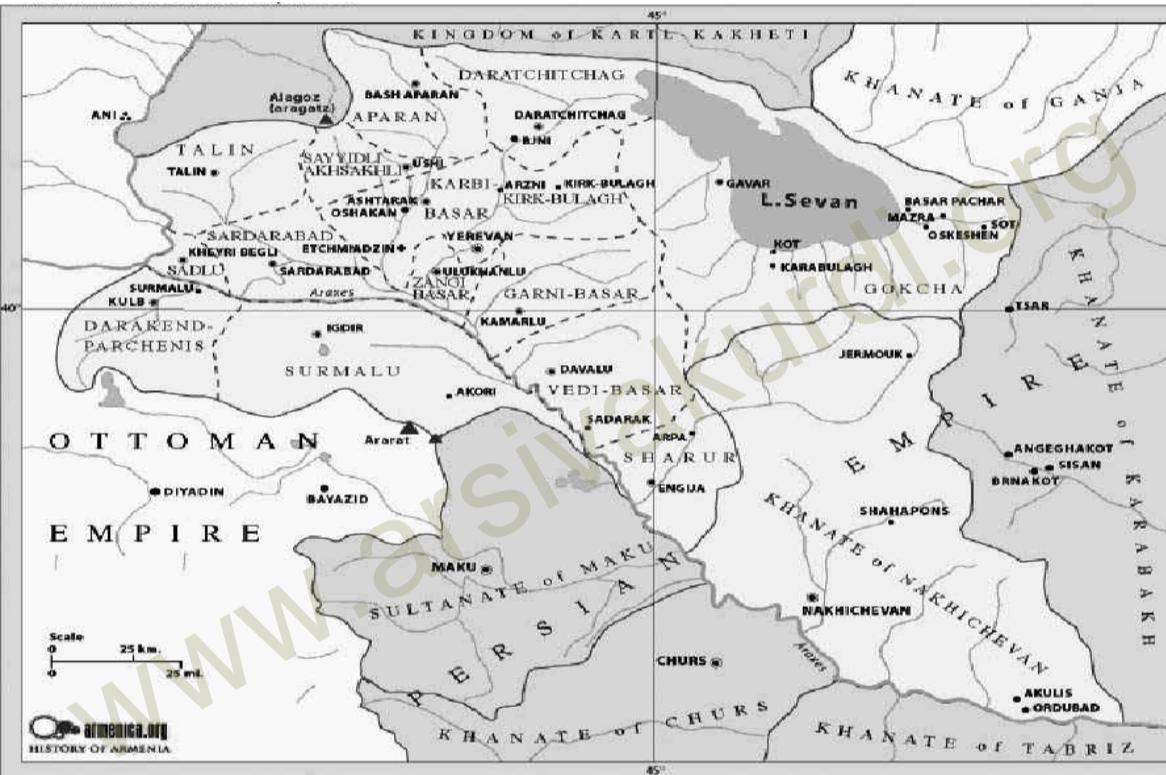 45°
KINGDOM of KARTL KAKHETI
DARATCHITCHAG
KHANATE of GANJA
BASH APARAN
Alagoz
(aragatz)
ANI
APARAN
DARATCHITCHAG
BJNI
TALIN
SAYYIDLI
AKHSAKHLI
USHI
TALIN
KARBI
ARZNI
KIRK-BULAGH
KIRK-BULAGH
GAVAR
ASHTARAK
OSHAKAN
BASAR
L.Sevan
BASAR PACHAR
MAZRA
SOT
OSKESHEN
SARDARABAD
YEREVAN
ETCHMIADZIN
KHEYRI BEGLI
KOT
SADLU
SARDARABAD
ULUKHANLU
KARABULAGH
ZANGI
BASAR
SURMALU
KULB
Araxes
GARNI-BASAR
GOKCHA
40°
TSAR
KAMARLU
DARAKEND-
PARCHENIS
IGDIR
JERMOUK
SURMALU
DAVALU
AKORI
VEDI-BASAR
SADARAK
OTTOMAN
Ararat
ARPA
SHARUR
ANGEGHAKOT
SISAN
BRNAKOT
DIYADIN
BAYAZID
ENGIJA
EMPIRE
SHAHAPONS
KHANATE of KARABAKH
MAKU
SULTANATE of MAKU
KHANATE of NAKHICHEVAN
NAKHICHEVAN
PERSIAN EMPIRE
Scale
0 25 km.
0 25 mi.
CHURS
Araxes
AKULIS
ORDUBAD
KHANATE of CHURS
KHANATE of TABRIZ
armenica.org
HISTORY OF ARMENIA
45°
www.arsivakurdi.org